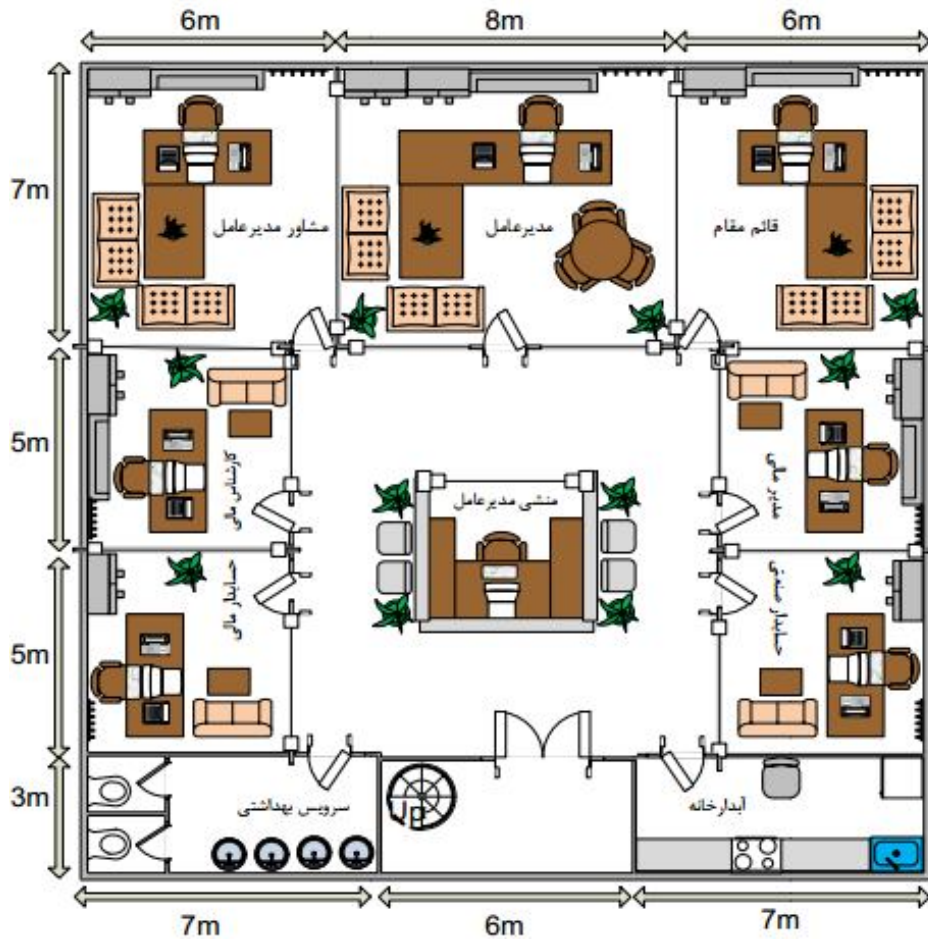 6m
8m
6m
7m
مشاور مدیرعامل
مدیرعامل
قائم مقام
5m
کارشناس مالی
منشی مدیرعامل
مدیر مالی
5m
حسابدار مالی
حسابدار صنعتی
3m
سرویس بهداشتی
Up
آبدارخانه
7m
6m
7m